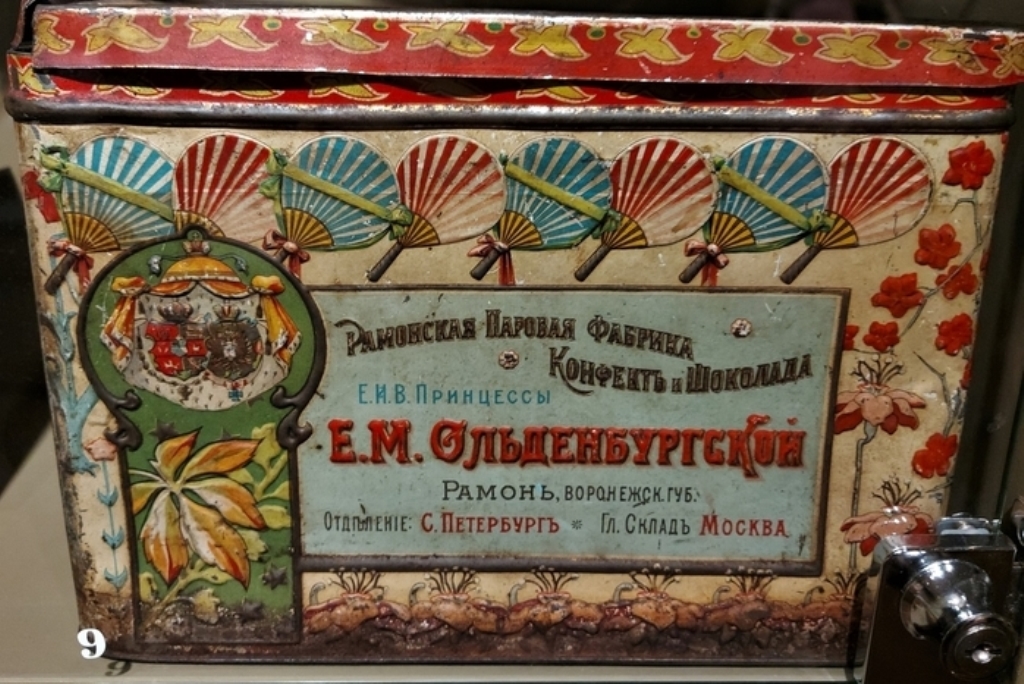 Рамонская Паровая Фабрика
Конфектъ и Шоколада
Е.И.В. Принцессы
Е.М. Ольденбургской
Рамонь, Воронежск. губ.
Отдѣленіе: С. Петербургъ * Гл. Складъ Москва
9